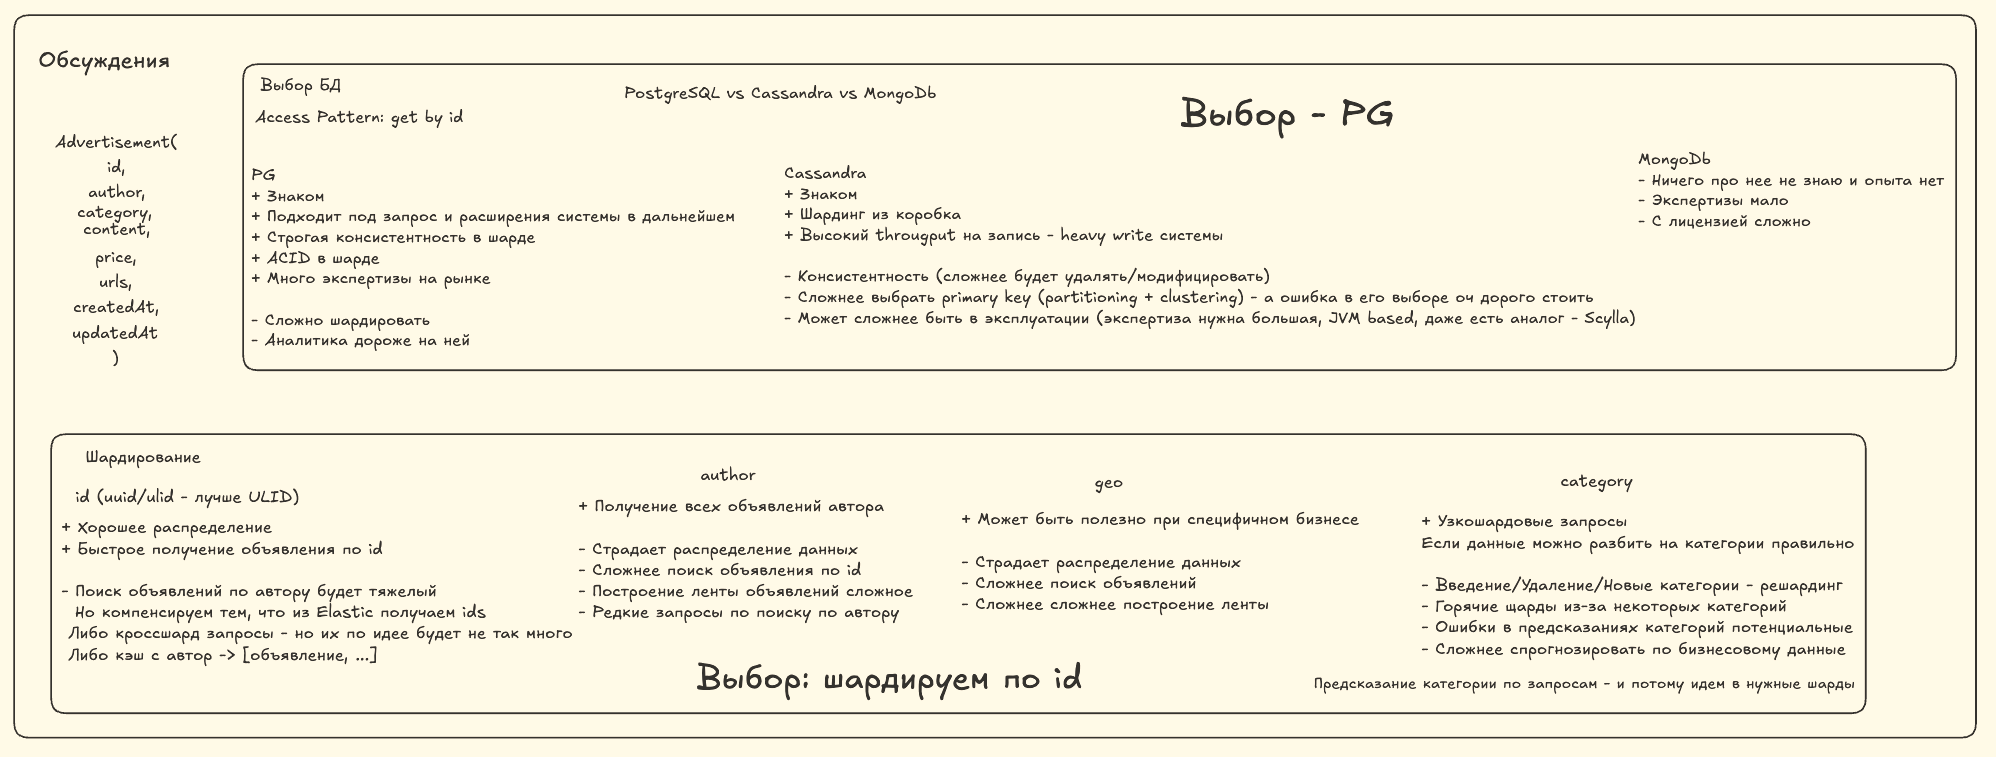 Обсуждения
Advertisement(
id,
author,
category,
content,
price,
urls,
createdAt,
updatedAt
)
Выбор БД
Access Pattern: get by id
PostgreSQL vs Cassandra vs MongoDb
Выбор - PG
PG
+ Знаком
+ Подходит под запрос и расширения системы в дальнейшем
+ Строгая консистентность в шарде
+ ACID в шарде
+ Много экспертизы на рынке
- Сложно шардировать
- Аналитика дороже на ней
Cassandra
+ Знаком
+ Шардинг из коробка
+ Высокий througput на запись - heavy write системы
- Консистентность (сложнее будет удалять/модифицировать)
- Сложнее выбрать primary key (partitioning + clustering) - а ошибка в его выборе оч дорого стоить
- Может сложнее быть в эксплуатации (экспертиза нужна большая, JVM based, даже есть аналог - Scylla)
MongoDb
- Ничего про нее не знаю и опыта нет
- Экспертизы мало
- С лицензией сложно
Шардирование
id (uuid/ulid - лучше ULID)
+ Хорошее распределение
+ Быстрое получение объявления по id
- Поиск объявлений по автору будет тяжелый
Но компенсируем тем, что из Elastic получаем ids
Либо кроссшард запросы - но их по идее будет не так много
Либо кэш с автор -> [объявление, ...]
author
+ Получение всех объявлений автора
- Страдает распределение данных
- Сложнее поиск объявления по id
- Построение ленты объявлений сложное
- Редкие запросы по поиску по автору
geo
+ Может быть полезно при специфичном бизнесе
- Страдает распределение данных
- Сложнее поиск объявлений
- Сложнее сложнее построение ленты
category
+ Узкошардовые запросы
Если данные можно разбить на категории правильно
- Введение/Удаление/Новые категории - решардинг
- Горячие щарды из-за некоторых категорий
- Ошибки в предсказаниях категорий потенциальные
- Сложнее спрогнозировать по бизнесовому данные
Предсказание категории по запросам - и потому идем в нужные шарды
Выбор: шардируем по id